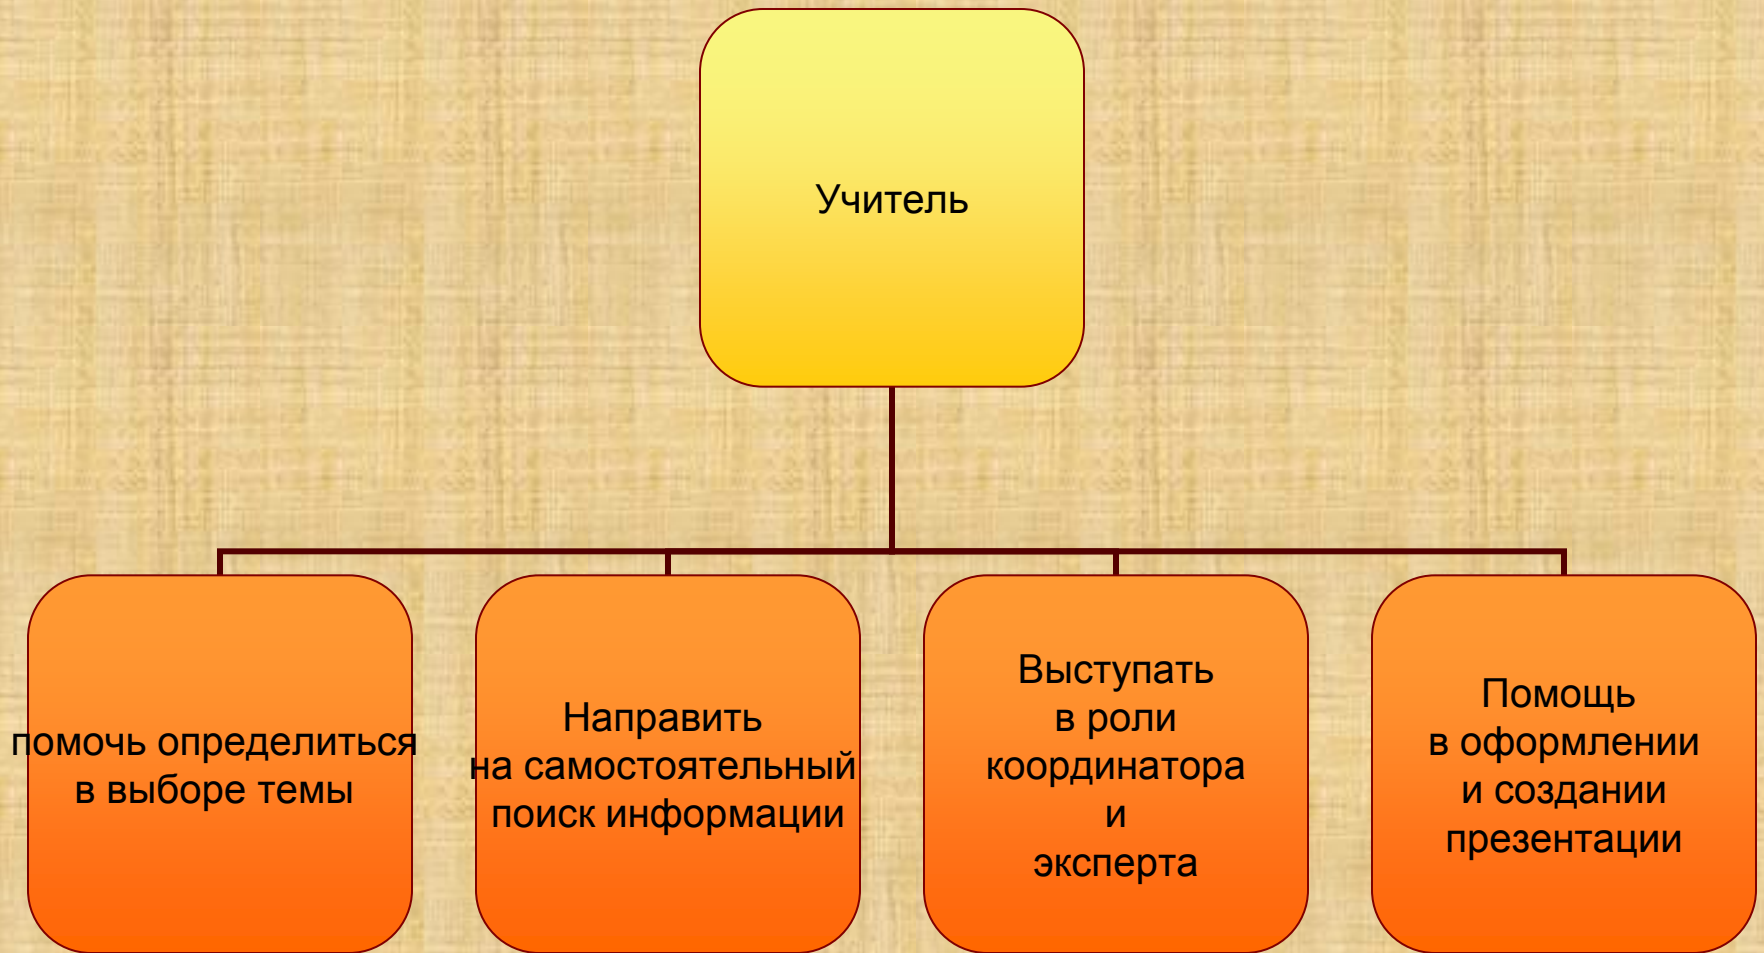 Учитель
помочь определиться
в выборе темы
Направить
на самостоятельный
поиск информации
Выступать
в роли
координатора
и
эксперта
Помощь
в оформлении
и создании
презентации